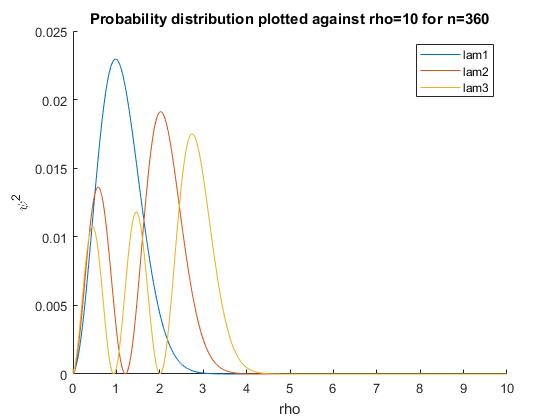 Probability distribution plotted against rho=10 for n=360
0.025
0.02
0.015
0.01
0.005
0
ψ²
0 1 2 3 4 5 6 7 8 9 10
rho
lam1
lam2
lam3